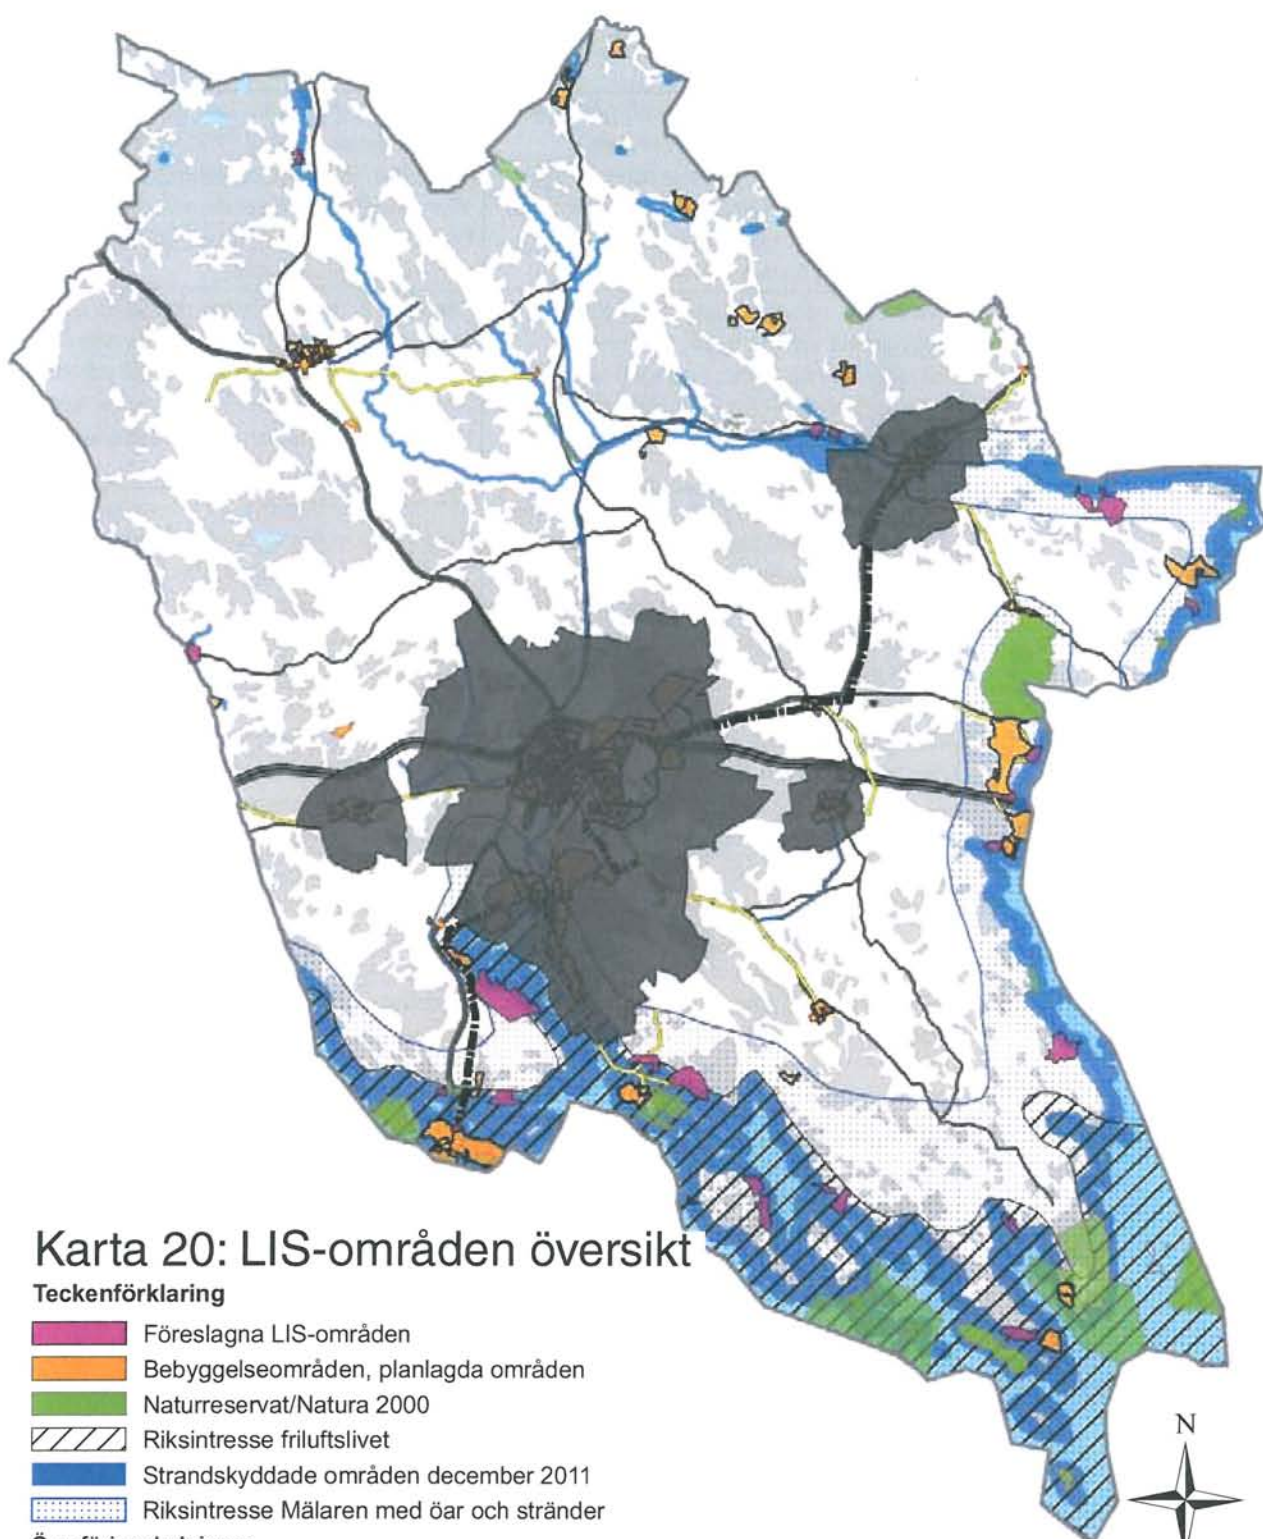 Karta 20: LIS-områden översikt
Teckenförklaring
Föreslagna LIS-områden
Bebyggelseområden, planlagda områden
Naturreservat/Natura 2000
Riksintresse friluftslivet
Strandskyddade områden december 2011
Riksintresse Mälaren med öar och stränder
N